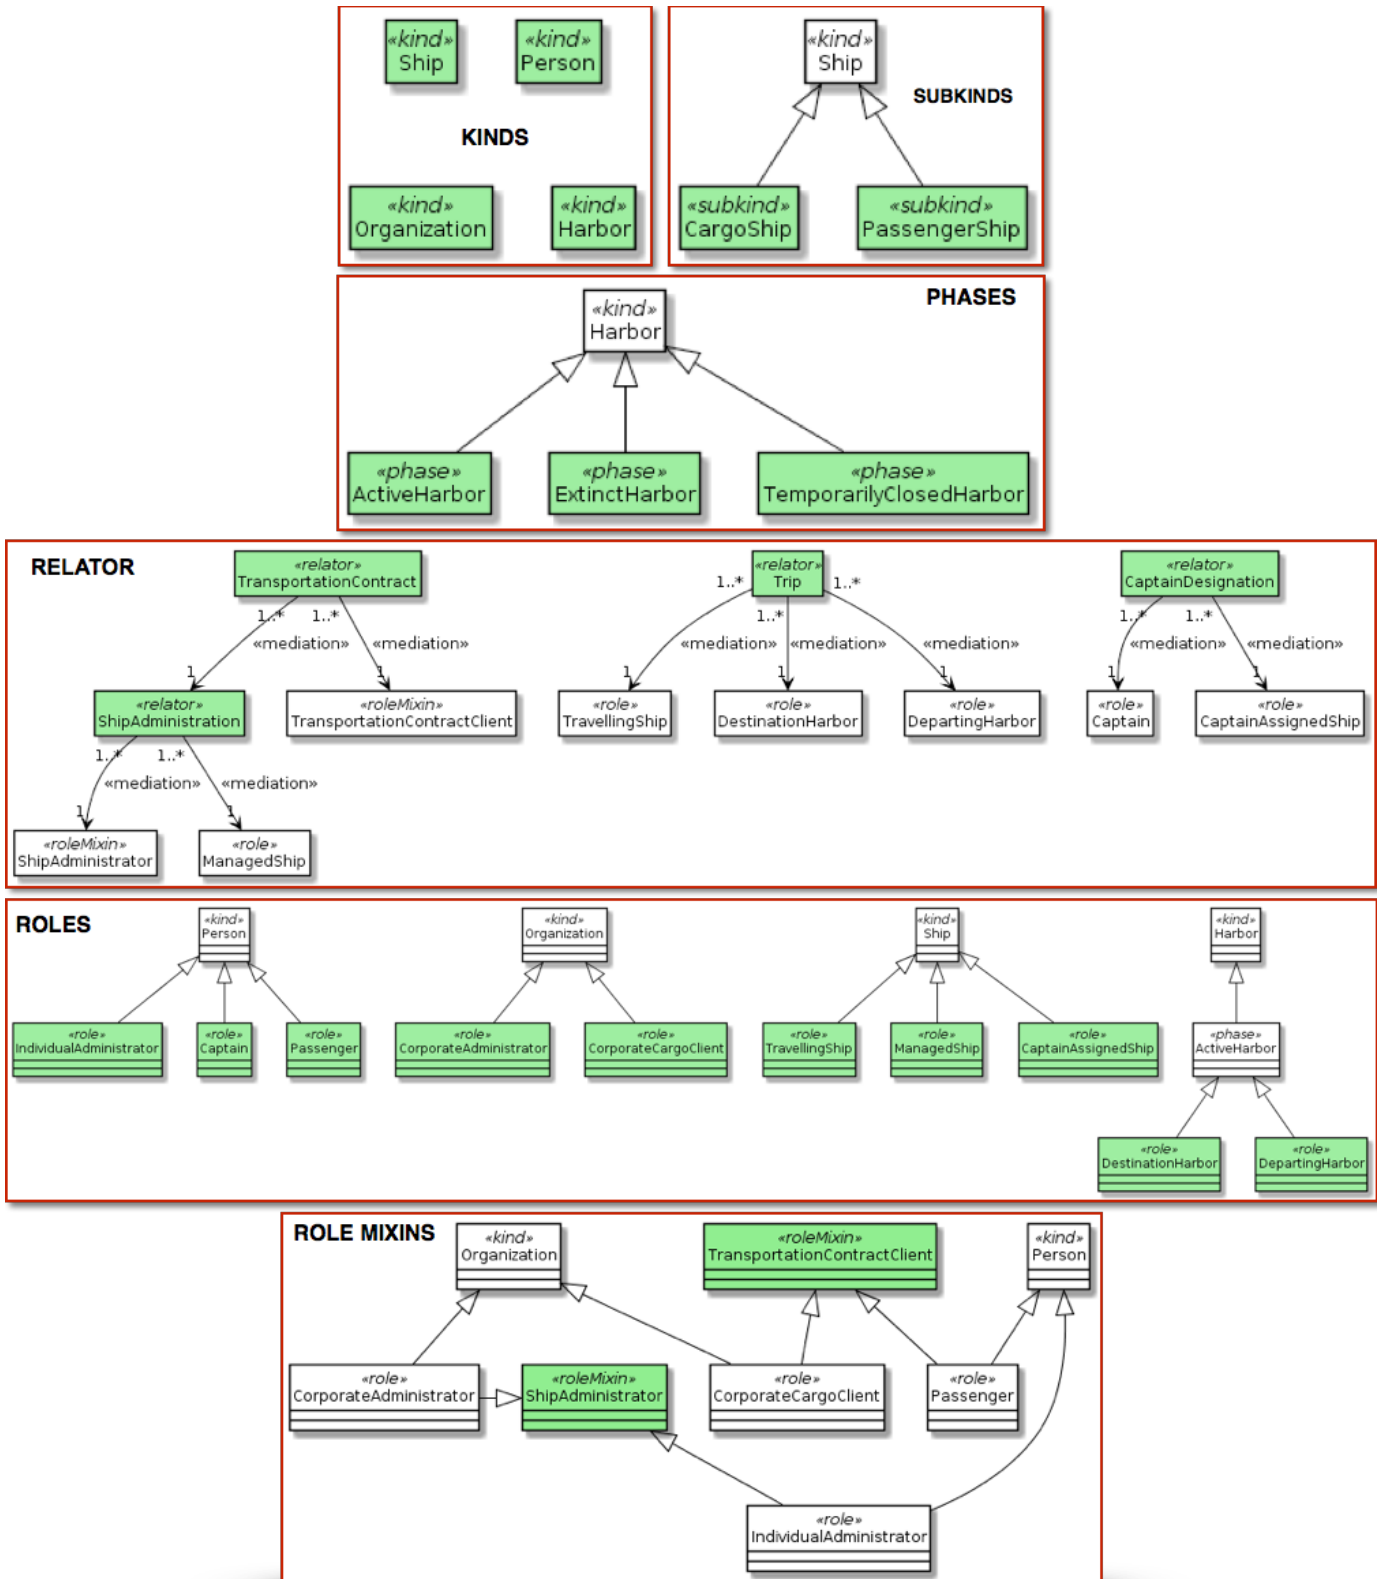 «kind»
Ship
«kind»
Person
KINDS
«kind»
Organization
«kind»
Harbor
«kind»
Ship
SUBKINDS
«subkind»
CargoShip
«subkind»
PassengerShip
PHASES
«kind»
Harbor
«phase»
ActiveHarbor
«phase»
ExtinctHarbor
«phase»
TemporarilyClosedHarbor
RELATOR
«relator»
TransportationContract
1..*
1..*
«mediation»
«mediation»
1
1
«relator»
ShipAdministration
«roleMixin»
TransportationContractClient
1..*
1..*
«mediation»
«mediation»
1
1
«roleMixin»
ShipAdministrator
«role»
ManagedShip
«relator»
Trip
1..*
1..*
1..*
«mediation»
«mediation»
«mediation»
1
1
1
«role»
TravellingShip
«role»
DestinationHarbor
«role»
DepartingHarbor
«relator»
CaptainDesignation
1..*
1..*
«mediation»
«mediation»
1
1
«role»
Captain
«role»
CaptainAssignedShip
ROLES
«kind»
Person
«role»
IndividualAdministrator
«role»
Captain
«role»
Passenger
«kind»
Organization
«role»
CorporateAdministrator
«role»
CorporateCargoClient
«kind»
Ship
«role»
TravellingShip
«role»
ManagedShip
«role»
CaptainAssignedShip
«kind»
Harbor
«phase»
ActiveHarbor
«role»
DestinationHarbor
«role»
DepartingHarbor
ROLE MIXINS
«kind»
Organization
«roleMixin»
TransportationContractClient
«kind»
Person
«role»
CorporateAdministrator
«roleMixin»
ShipAdministrator
«role»
CorporateCargoClient
«role»
Passenger
«role»
IndividualAdministrator